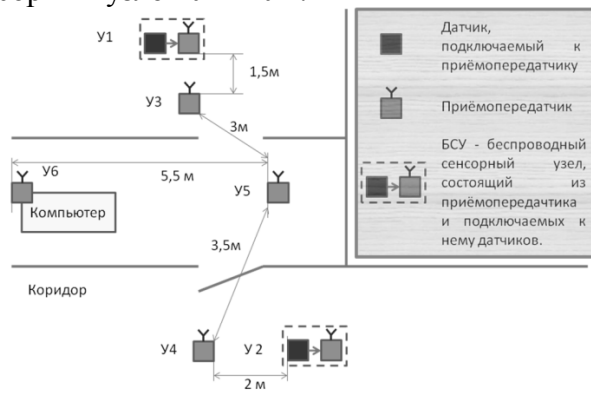 У1
1,5м
У3
3м
У6
5,5 м
У5
Компьютер
3,5м
Коридор
У4
У 2
2 м
Датчик,
подключаемый к
приёмопередатчику
Приёмопередатчик
БСУ - беспроводный
сенсорный узел,
состоящий из
приёмопередачтика
и подключаемых к
нему датчиков.